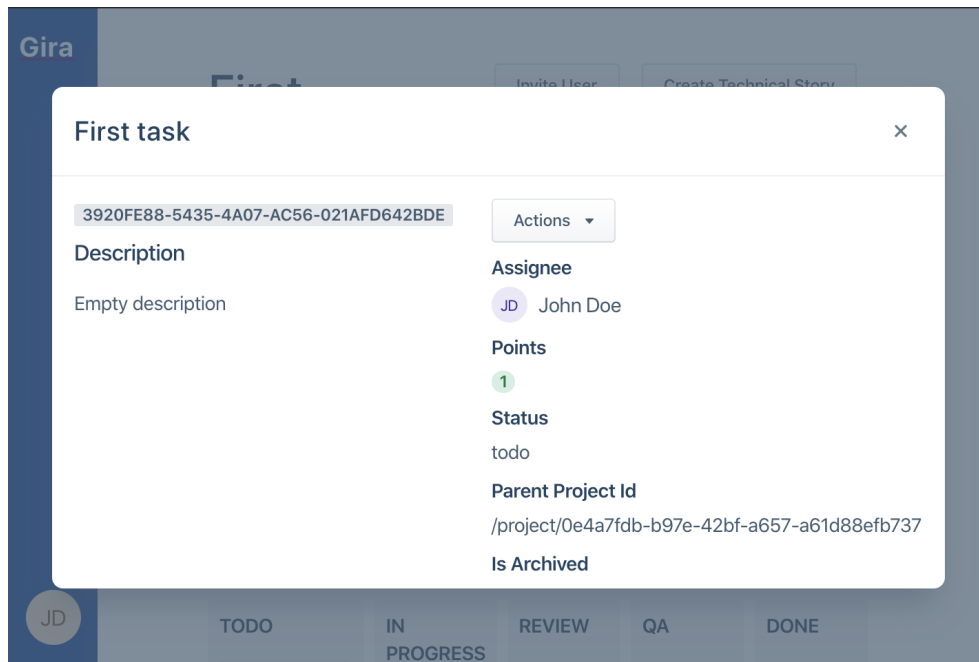 Gira
First
Invite User
Create Technical Story
First task
×
3920FE88-5435-4A07-AC56-021AFD642BDE
Description
Empty description
Actions
Assignee
JD John Doe
Points
1
Status
todo
Parent Project Id
/project/0e4a7fdb-b97e-42bf-a657-a61d88efb737
Is Archived
JD
TODO
IN
PROGRESS
REVIEW
QA
DONE